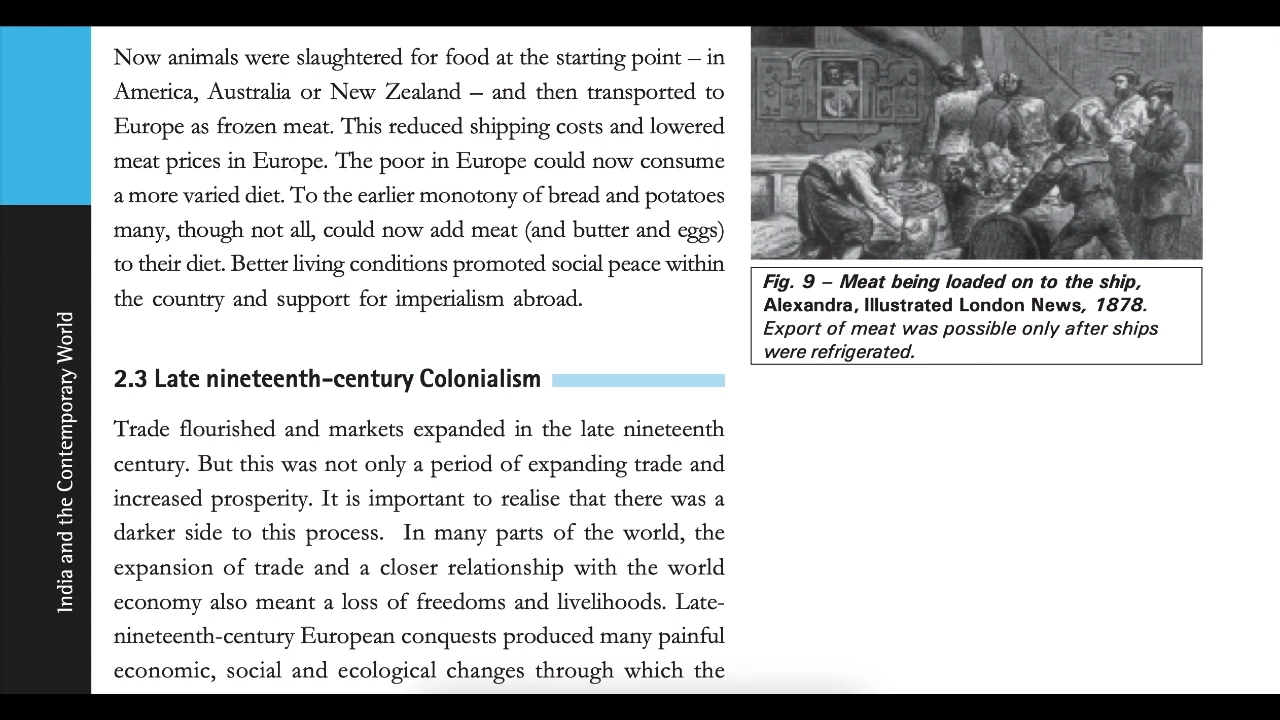 Now animals were slaughtered for food at the starting point – in
America, Australia or New Zealand – and then transported to
Europe as frozen meat. This reduced shipping costs and lowered
meat prices in Europe. The poor in Europe could now consume
a more varied diet. To the earlier monotony of bread and potatoes
many, though not all, could now add meat (and butter and eggs)
to their diet. Better living conditions promoted social peace within
the country and support for imperialism abroad.
2.3 Late nineteenth-century Colonialism
Trade flourished and markets expanded in the late nineteenth
century. But this was not only a period of expanding trade and
increased prosperity. It is important to realise that there was a
darker side to this process. In many parts of the world, the
expansion of trade and a closer relationship with the world
economy also meant a loss of freedoms and livelihoods. Late-
nineteenth-century European conquests produced many painful
economic, social and ecological changes through which the
Fig. 9 – Meat being loaded on to the ship,
Alexandra, Illustrated London News, 1878.
Export of meat was possible only after ships
were refrigerated.
India and the Contemporary World